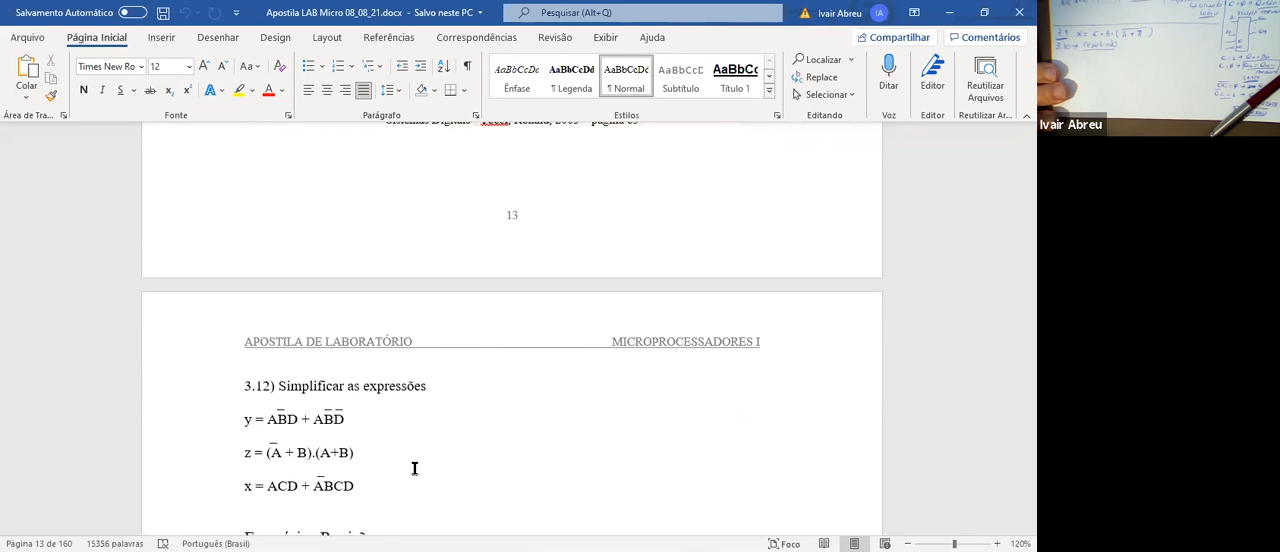 Salvamento Automático
Apostila LAB Micro 08_08_21.docx - Salvo neste PC
Pesquisar (Alt+Q)
Ivair Abreu
IA
Arquivo
Página Inicial
Inserir
Desenhar
Design
Layout
Referências
Correspondências
Revisão
Exibir
Ajuda
Compartilhar
Comentários
Colar
Times New Ro
12
N I S
AaBbCcDd
Ênfase
AaBbCcDd
¶ Legenda
AaBbCcDc
¶ Normal
AaBbCcD
Subtítulo
AaBbCc
Título 1
Localizar
Replace
Selecionar
Ditar
Editor
Reutilizar
Arquivos
Área de Tra...
Fonte
Parágrafo
Estilos
Editando
Voz
Editor
Reutilizar Ar...
Ivair Abreu
13
APOSTILA DE LABORATÓRIO MICROPROCESSADORES I
3.12) Simplificar as expressões
y = AB̅D + AB̅D̅
z = (A̅ + B).(A+B)
x = ACD + A̅BCD
Página 13 de 160
15356 palavras
Português (Brasil)
Foco
120%